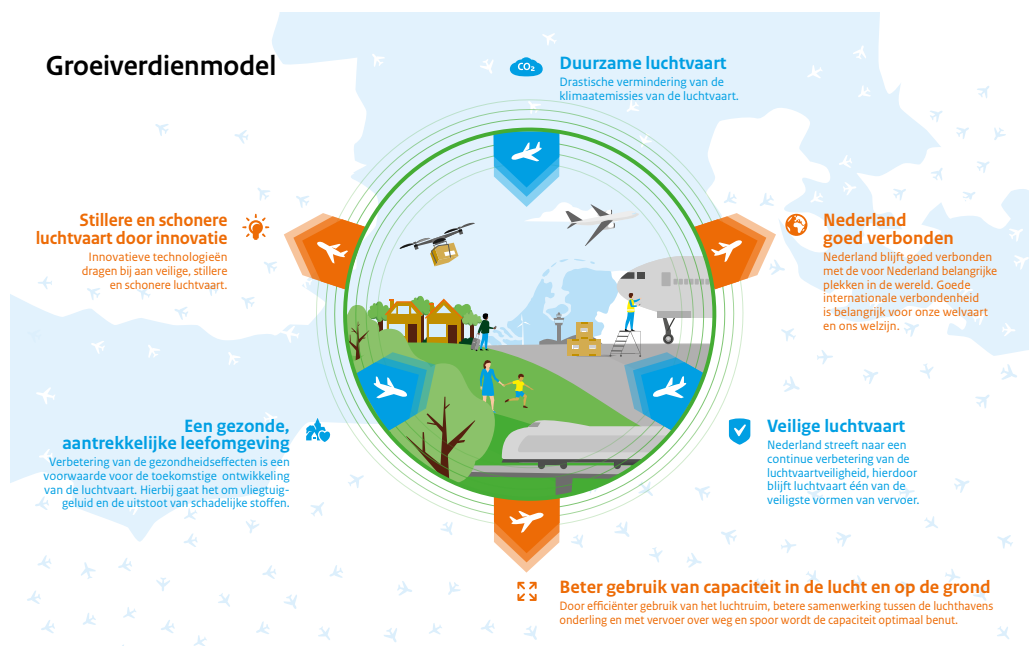 Groeiverdienmodel
CO₂
Duurzame luchtvaart
Drastische vermindering van de
klimaatemissies van de luchtvaart.
Stillere en schonere
luchtvaart door innovatie
Innovatieve technologieën
dragen bij aan veilige, stillere
en schonere luchtvaart.
Nederland
goed verbonden
Nederland blijft goed verbonden
met de voor Nederland belangrijke
plekken in de wereld. Goede
internationale verbondenheid
is belangrijk voor onze welvaart
en ons welzijn.
Een gezonde,
aantrekkelijke leefomgeving
Verbetering van de gezondheidseffecten is een
voorwaarde voor de toekomstige ontwikkeling
van de luchtvaart. Hierbij gaat het om vliegtuig-
geluid en de uitstoot van schadelijke stoffen.
Veilige luchtvaart
Nederland streeft naar een
continue verbetering van de
luchtvaartveiligheid, hierdoor
blijft luchtvaart één van de
veiligste vormen van vervoer.
Beter gebruik van capaciteit in de lucht en op de grond
Door efficiënter gebruik van het luchtruim, betere samenwerking tussen de luchthavens
onderling en met vervoer over weg en spoor wordt de capaciteit optimaal benut.